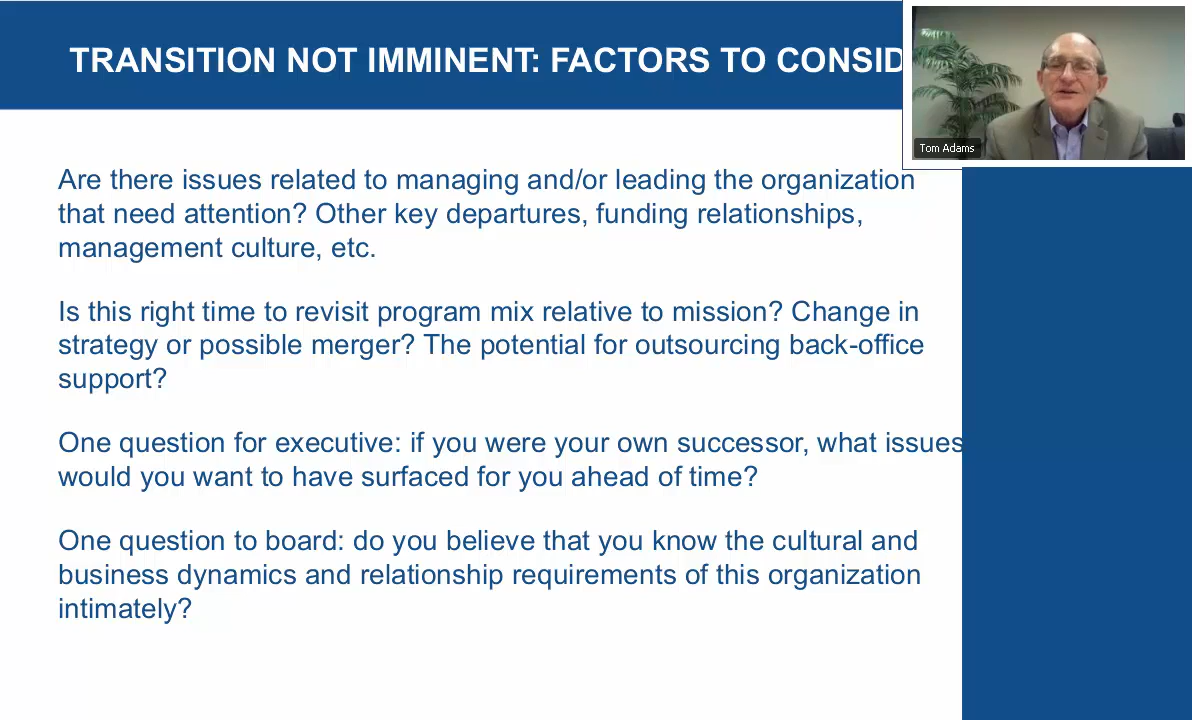 TRANSITION NOT IMMINENT: FACTORS TO CONSID
Tom Adams
Are there issues related to managing and/or leading the organization
that need attention? Other key departures, funding relationships,
management culture, etc.
Is this right time to revisit program mix relative to mission? Change in
strategy or possible merger? The potential for outsourcing back-office
support?
One question for executive: if you were your own successor, what issues
would you want to have surfaced for you ahead of time?
One question to board: do you believe that you know the cultural and
business dynamics and relationship requirements of this organization
intimately?